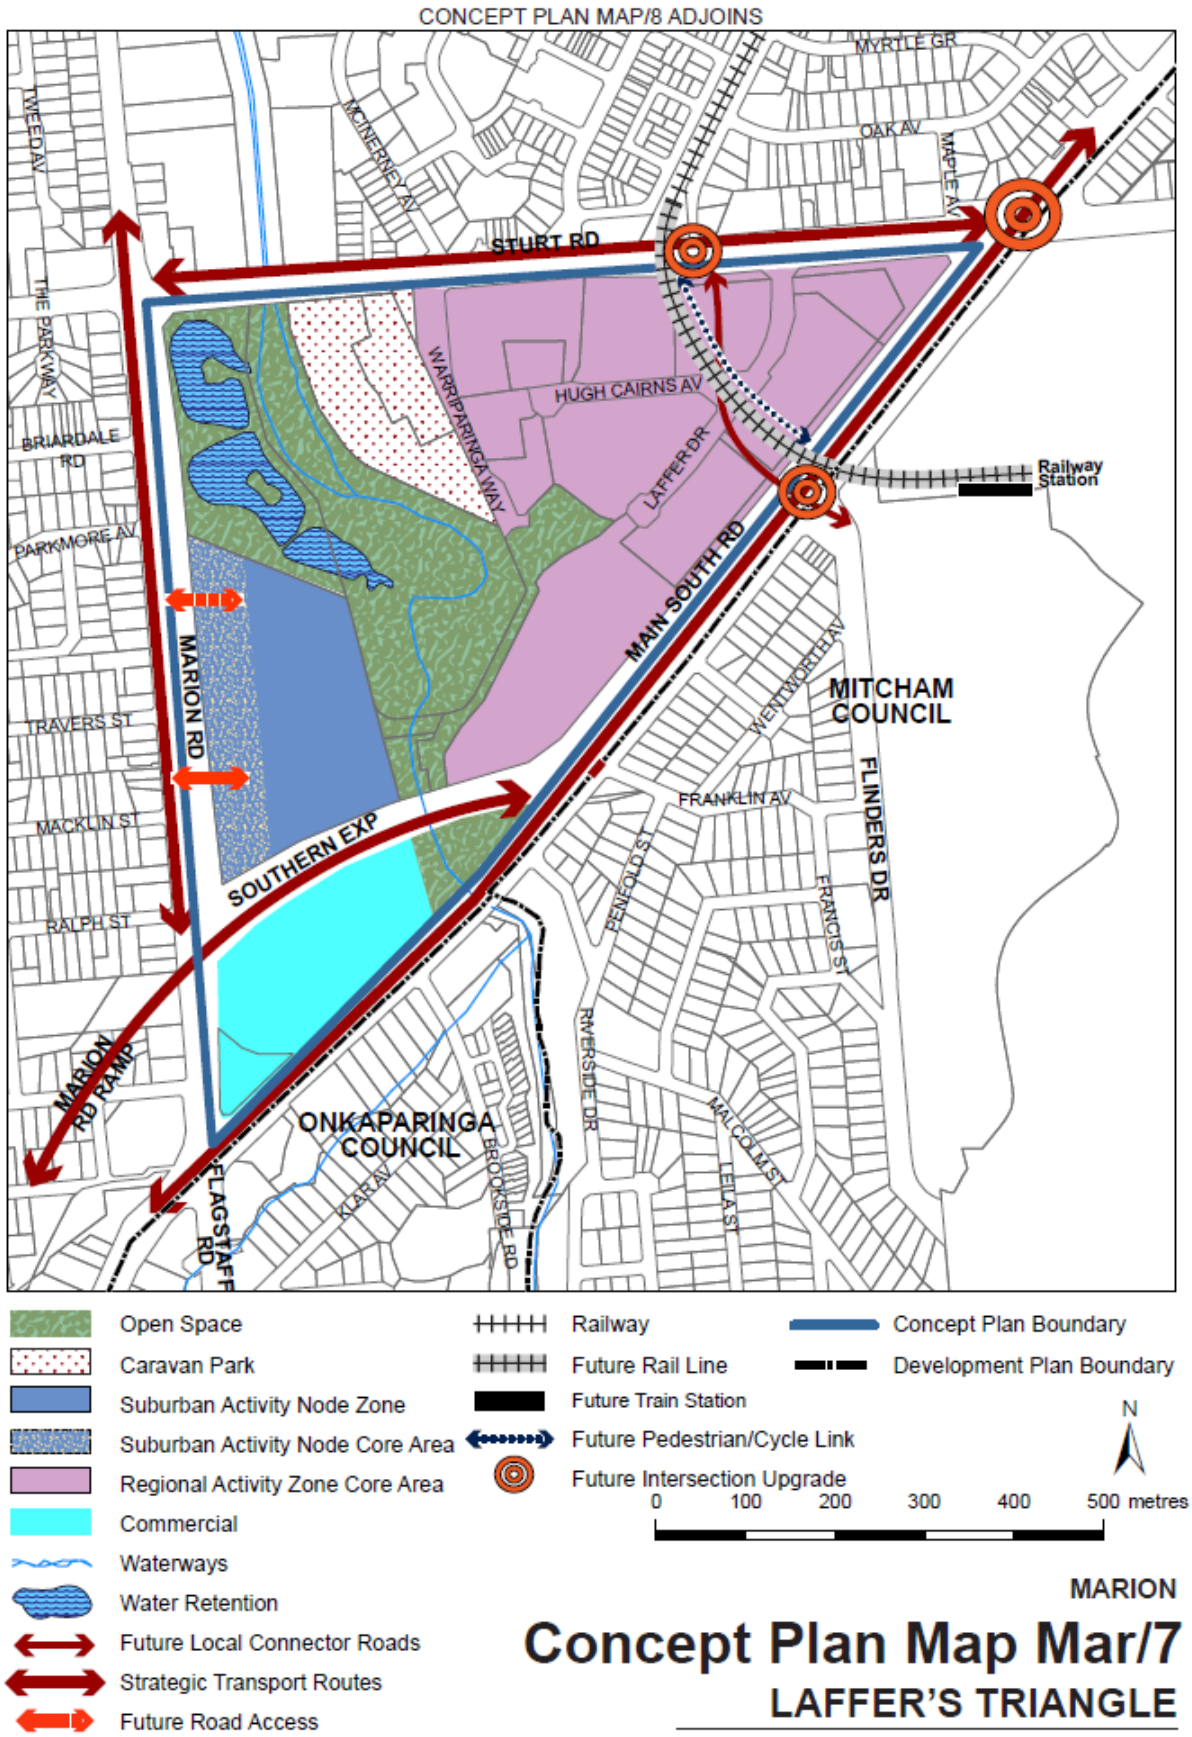 CONCEPT PLAN MAP/8 ADJOINS
MYRTLE GR
OAK AV
MAPLE AV
TWEED AV
MCINERNEY AV
STURT RD
THE PARKWAY
WARRIPARINGA WAY
HUGH CAIRNS AV
BRIARDALE
RD
LAFFER DR
Railway
Station
PARKMORE AV
MAIN SOUTH RD
MARION RD
WENTWORTH AV
MITCHAM
COUNCIL
TRAVERS ST
FLINDERS DR
FRANKLIN AV
MACKLIN ST
SOUTHERN EXP
PENFOLD ST
FRANCIS ST
RALPH ST
MARION
RD RAMP
RIVERSIDE DR
ONKAPARINGA
COUNCIL
MALCOLM ST
KLAR AV
BROOKSIDE RD
LEILA ST
FLAGSTAFF
RD
Open Space
Caravan Park
Suburban Activity Node Zone
Suburban Activity Node Core Area
Regional Activity Zone Core Area
Commercial
Waterways
Water Retention
Future Local Connector Roads
Strategic Transport Routes
Future Road Access
Railway
Future Rail Line
Future Train Station
Future Pedestrian/Cycle Link
Future Intersection Upgrade
Concept Plan Boundary
Development Plan Boundary
N
0 100 200 300 400 500 metres
MARION
Concept Plan Map Mar/7
LAFFER'S TRIANGLE